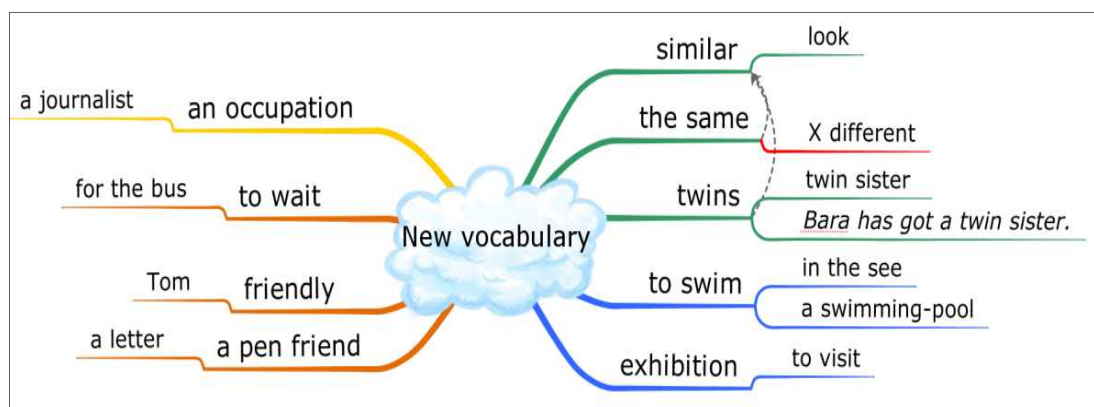 New vocabulary
similar
look
the same
X different
twins
twin sister
Bara has got a twin sister.
to swim
in the see
a swimming-pool
exhibition
to visit
an occupation
a journalist
to wait
for the bus
friendly
Tom
a pen friend
a letter